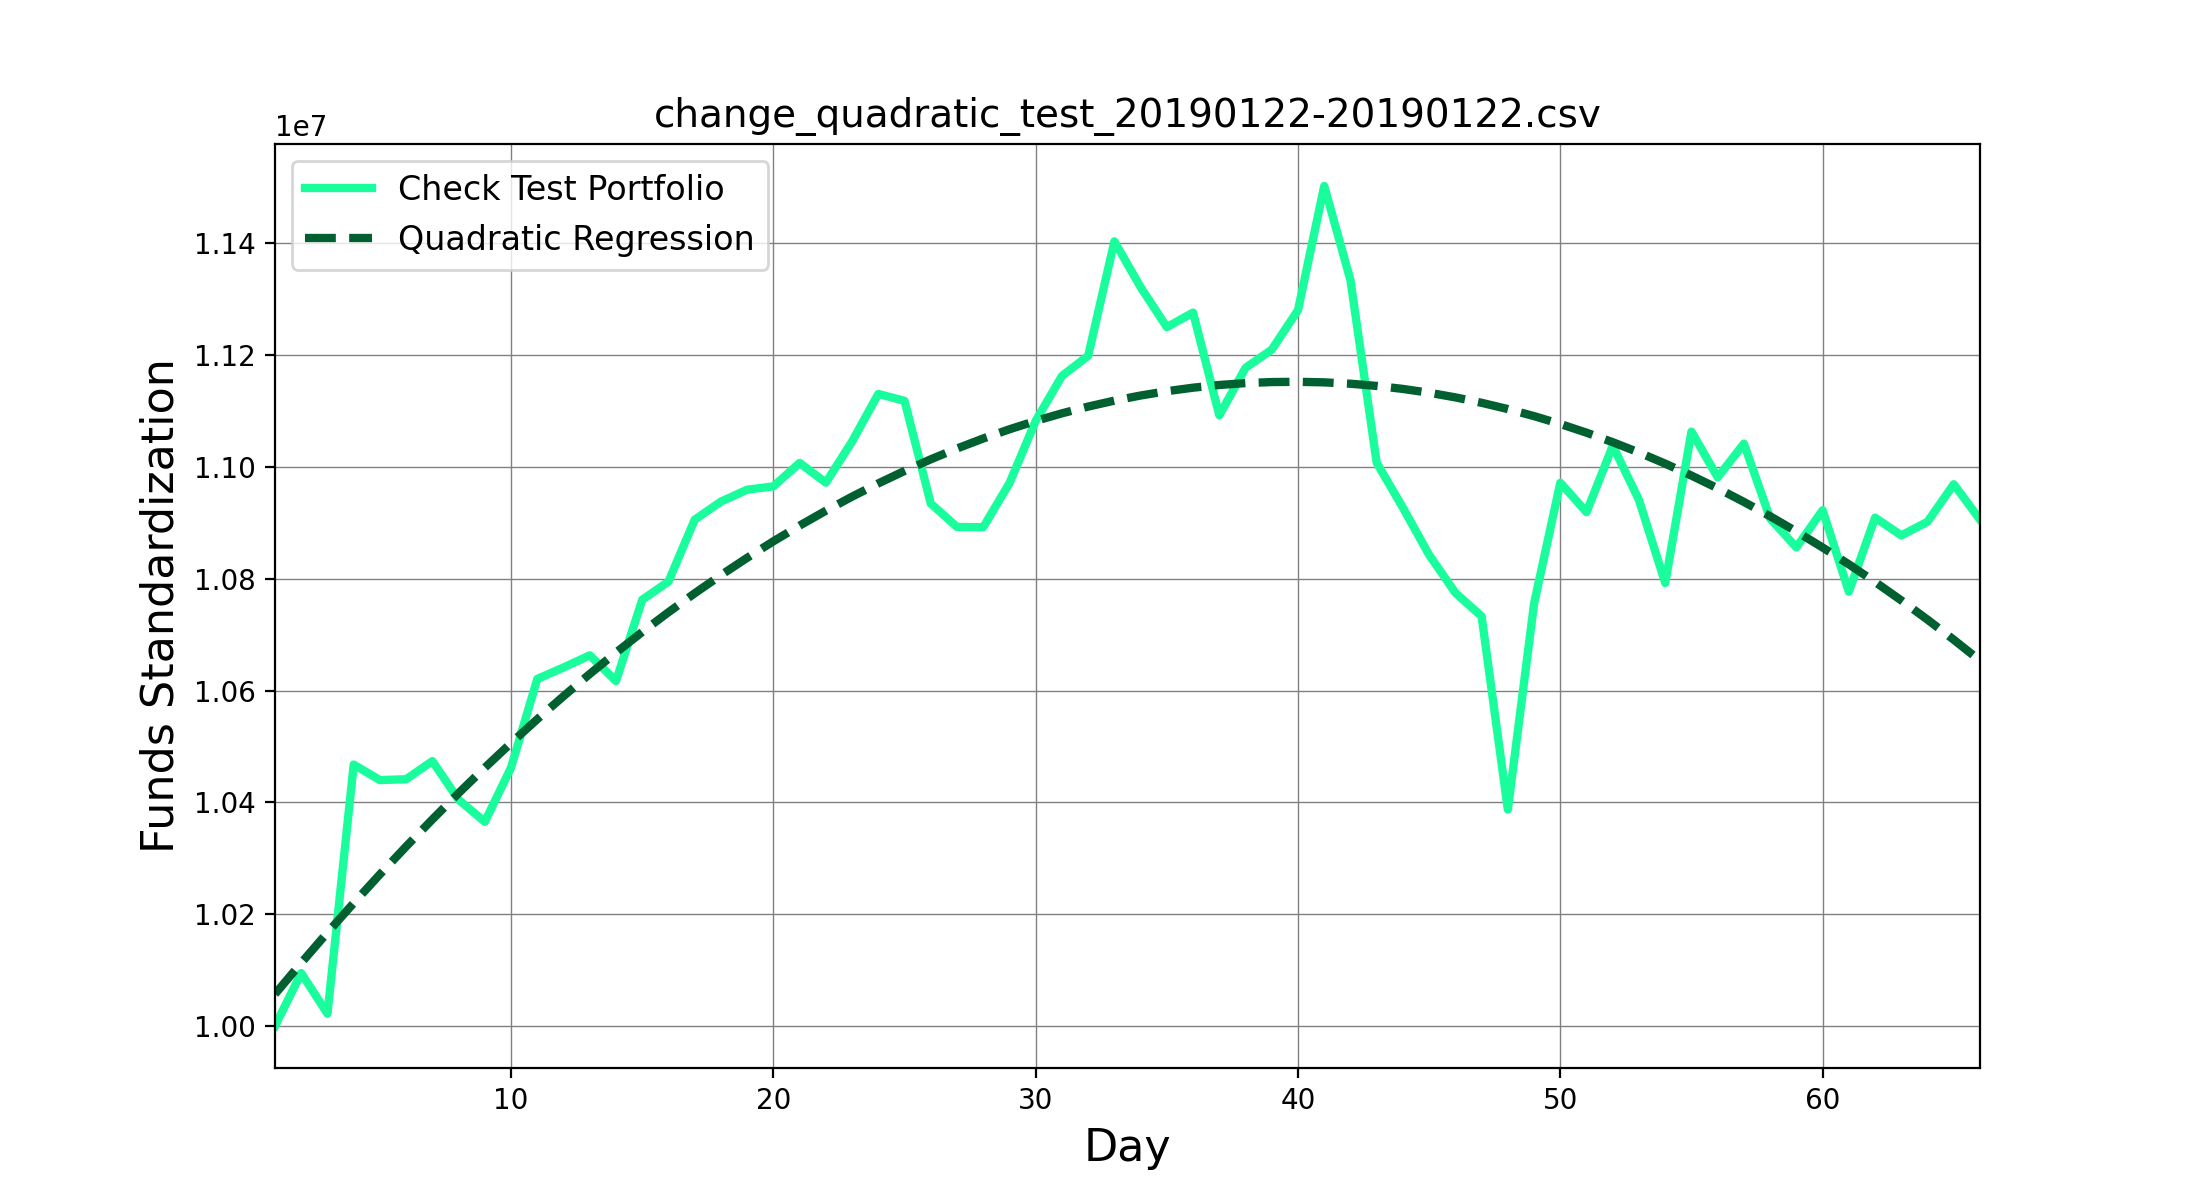 change_quadratic_test_20190122-20190122.csv
1e7
Check Test Portfolio
Quadratic Regression
1.14
1.12
1.10
1.08
1.06
1.04
1.02
1.00
Funds Standardization
10 20 30 40 50 60
Day